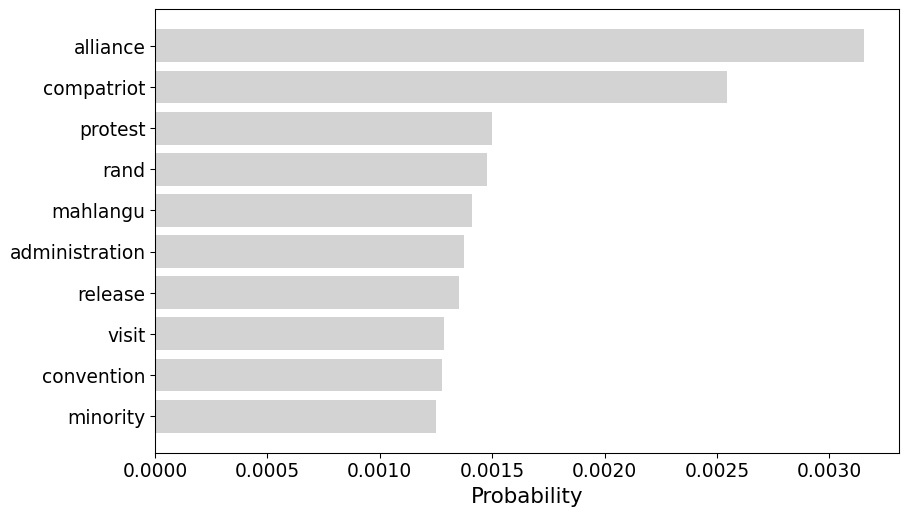 alliance
compatriot
protest
rand
mahlangu
administration
release
visit
convention
minority
0.0000 0.0005 0.0010 0.0015 0.0020 0.0025 0.0030
Probability